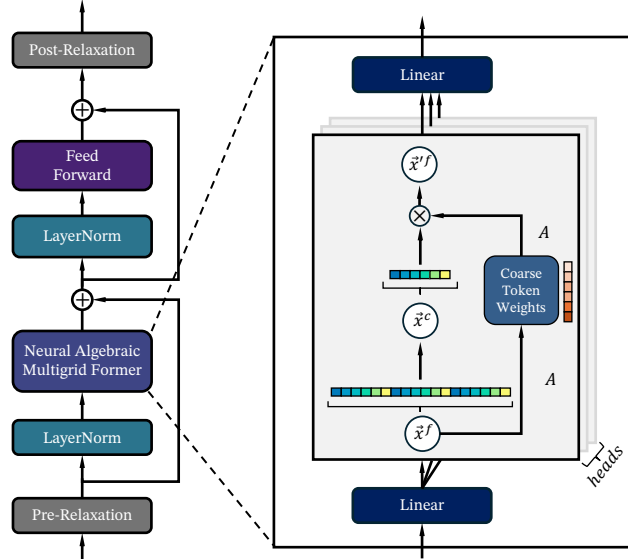 Post-Relaxation
+
Feed
Forward
LayerNorm
+
Neural Algebraic
Multigrid Former
LayerNorm
Pre-Relaxation
Linear
x⃗′ᶠ
×
A
Coarse
Token
Weights
x⃗ᶜ
A
x⃗ᶠ
heads
Linear